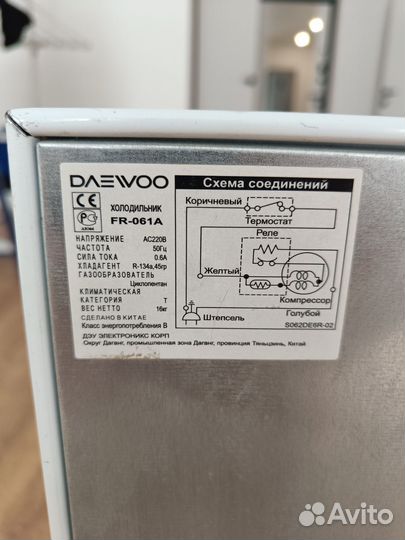 DAEWOO
CE
ХОЛОДИЛЬНИК
FR-061A
НАПРЯЖЕНИЕ AC220В
ЧАСТОТА 50Гц
СИЛА ТОКА 0.6А
ХЛАДАГЕНТ R-134a,45гр
ГАЗООБРАЗОВАТЕЛЬ
Циклопентан
КЛИМАТИЧЕСКАЯ
КАТЕГОРИЯ T
ВЕС НЕТТО 16кг
СДЕЛАНО В КИТАЕ
Класс энергопотребления В
ДЭУ ЭЛЕКТРОНИКС КОРП
Округ Даганг, промышленная зона Даганг, провинция Тяньцзинь, Китай
Схема соединений
Коричневый
Термостат
Реле
Желтый
Компрессор
Штепсель
Голубой
S062DE6R-02
Avito